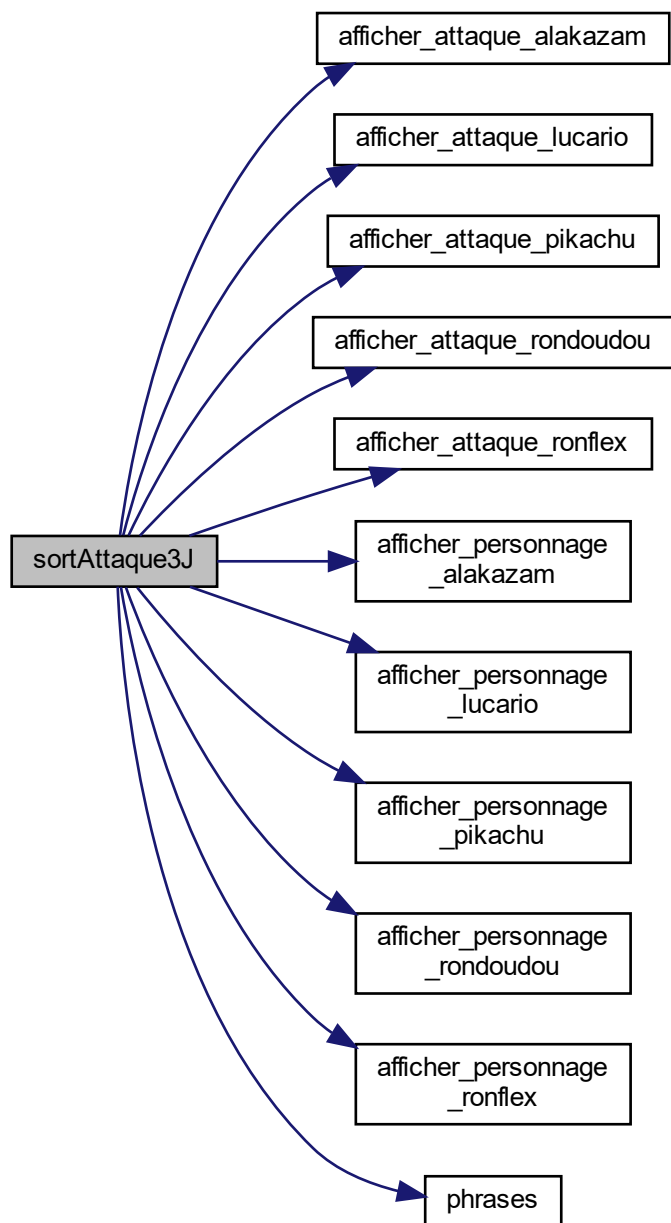 afficher_attaque_alakazam
afficher_attaque_lucario
afficher_attaque_pikachu
afficher_attaque_rondoudou
afficher_attaque_ronflex
sortAttaque3J
afficher_personnage
_alakazam
afficher_personnage
_lucario
afficher_personnage
_pikachu
afficher_personnage
_rondoudou
afficher_personnage
_ronflex
phrases